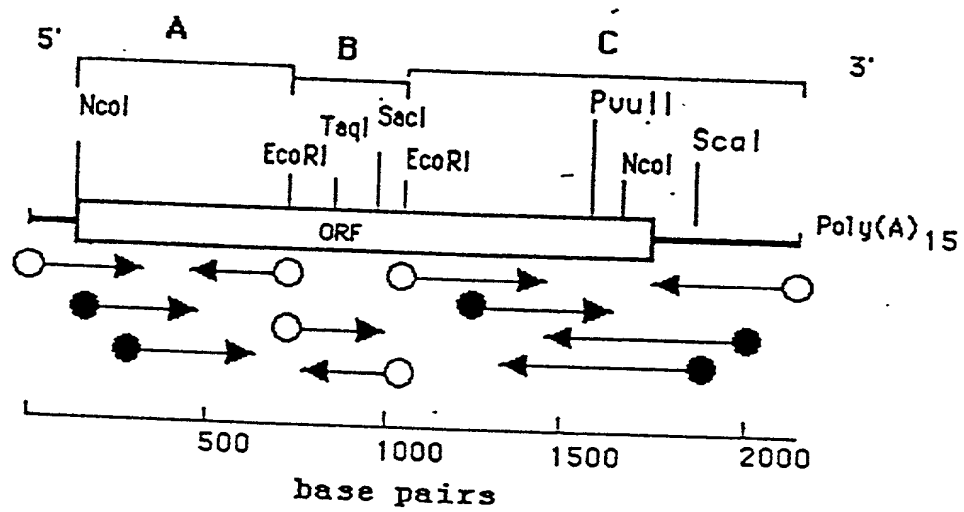 5' A B C 3'
NcoI TaqI SacI PvuII ScaI
EcoRI EcoRI NcoI
ORF Poly(A)15
500 1000 1500 2000
base pairs